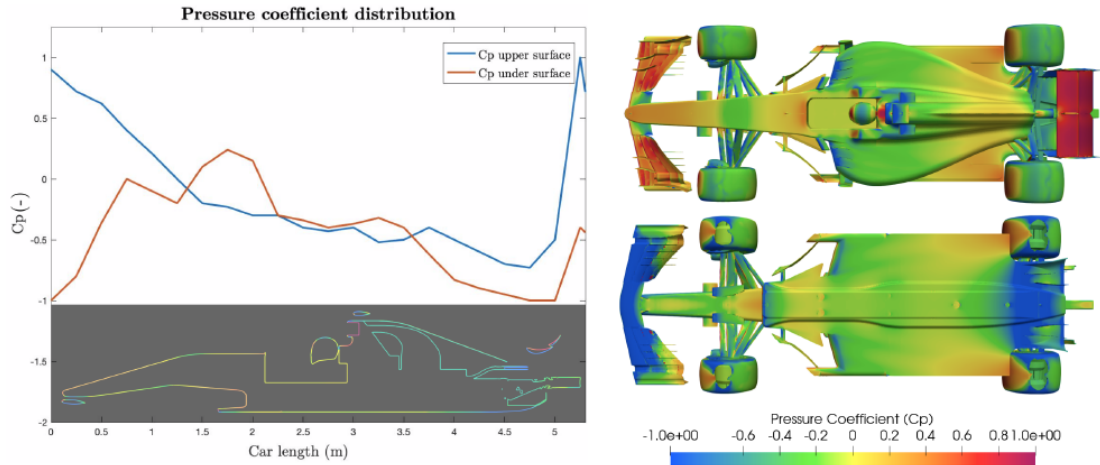 Pressure coefficient distribution
Cp upper surface
Cp under surface
1
0.5
0
-0.5
-1
-1.5
-2
Cp (-)
0 0.5 1 1.5 2 2.5 3 3.5 4 4.5 5
Car length (m)
Pressure Coefficient (Cp)
-1.0e+00 -0.6 -0.4 -0.2 0 0.2 0.4 0.6 0.8 1.0e+00